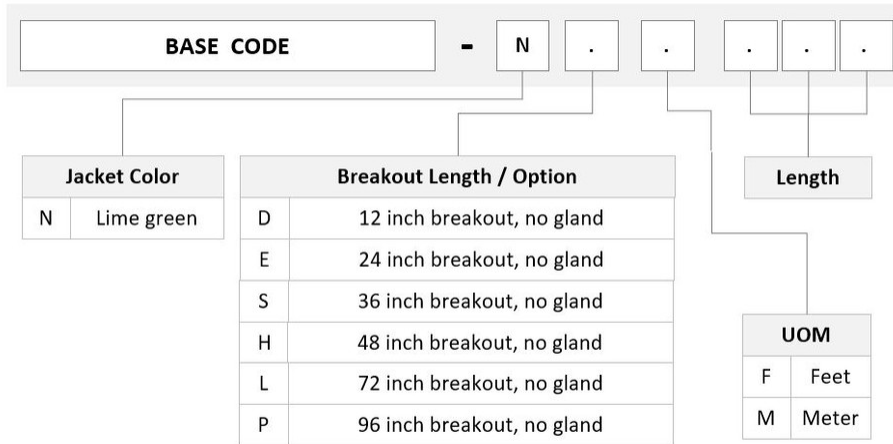 BASE CODE - N . . . . .
Jacket Color
N Lime green
Breakout Length / Option
D 12 inch breakout, no gland
E 24 inch breakout, no gland
S 36 inch breakout, no gland
H 48 inch breakout, no gland
L 72 inch breakout, no gland
P 96 inch breakout, no gland
Length
UOM
F Feet
M Meter